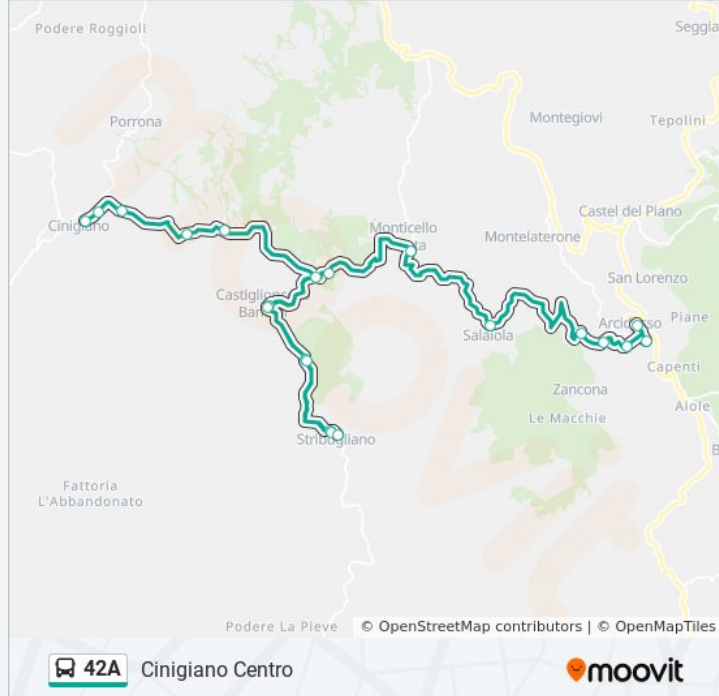 Podere Roggioli
Seggia
Porrona
Montegiovi
Tepolini
Cinigiano
Castel del Piano
Monticello
Montelaterone
San Lorenzo
Castiglione
Arcidosso
Piane
Salaiola
Capenti
Zancona
Aiole
Le Macchie
Stribugliano
Fattoria
L'Abbandonato
Podere La Pieve
© OpenStreetMap contributors | © OpenMapTiles
42A
Cinigiano Centro
moovit